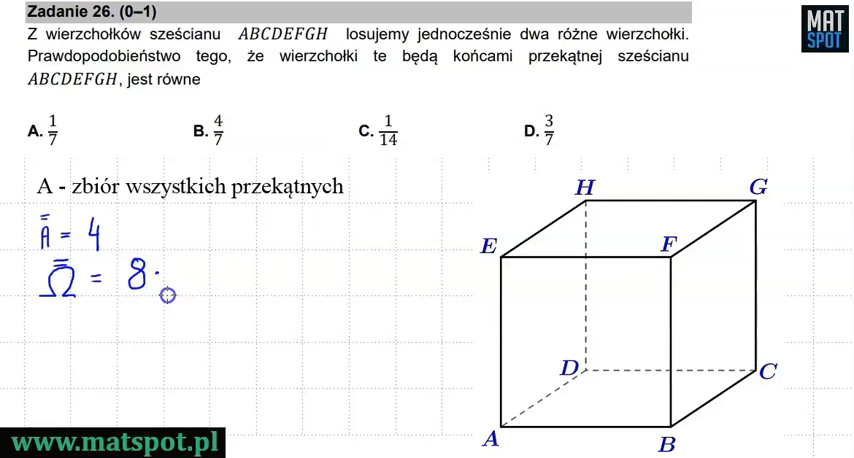 Zadanie 26. (0–1)
MAT
SPOT
Z wierzchołków sześcianu ABCDEFGH losujemy jednocześnie dwa różne wierzchołki.
Prawdopodobieństwo tego, że wierzchołki te będą końcami przekątnej sześcianu
ABCDEFGH, jest równe
A. 1/7 B. 4/7 C. 1/14 D. 3/7
A - zbiór wszystkich przekątnych
A̿ = 4
Ω̿ = 8 ·
H G
E F
D C
A B
www.matspot.pl